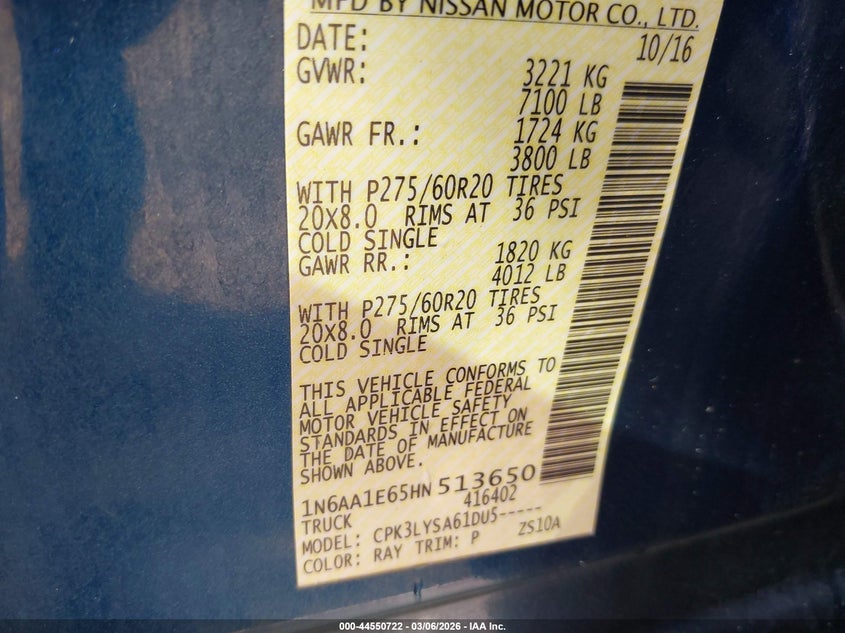 MFD BY NISSAN MOTOR CO., LTD.
DATE: 10/16
GVWR: 3221 KG
7100 LB
GAWR FR.: 1724 KG
3800 LB
WITH P275/60R20 TIRES
20X8.0 RIMS AT 36 PSI
COLD SINGLE
GAWR RR.: 1820 KG
4012 LB
WITH P275/60R20 TIRES
20X8.0 RIMS AT 36 PSI
COLD SINGLE
THIS VEHICLE CONFORMS TO
ALL APPLICABLE FEDERAL
MOTOR VEHICLE SAFETY
STANDARDS IN EFFECT ON
THE DATE OF MANUFACTURE
SHOWN ABOVE.
1N6AA1E65HN513650
TRUCK 416402
MODEL: CPK3LYSA61DU5-----
COLOR: RAY TRIM: P ZS10A
000-44550722 - 03/06/2026 - IAA Inc.